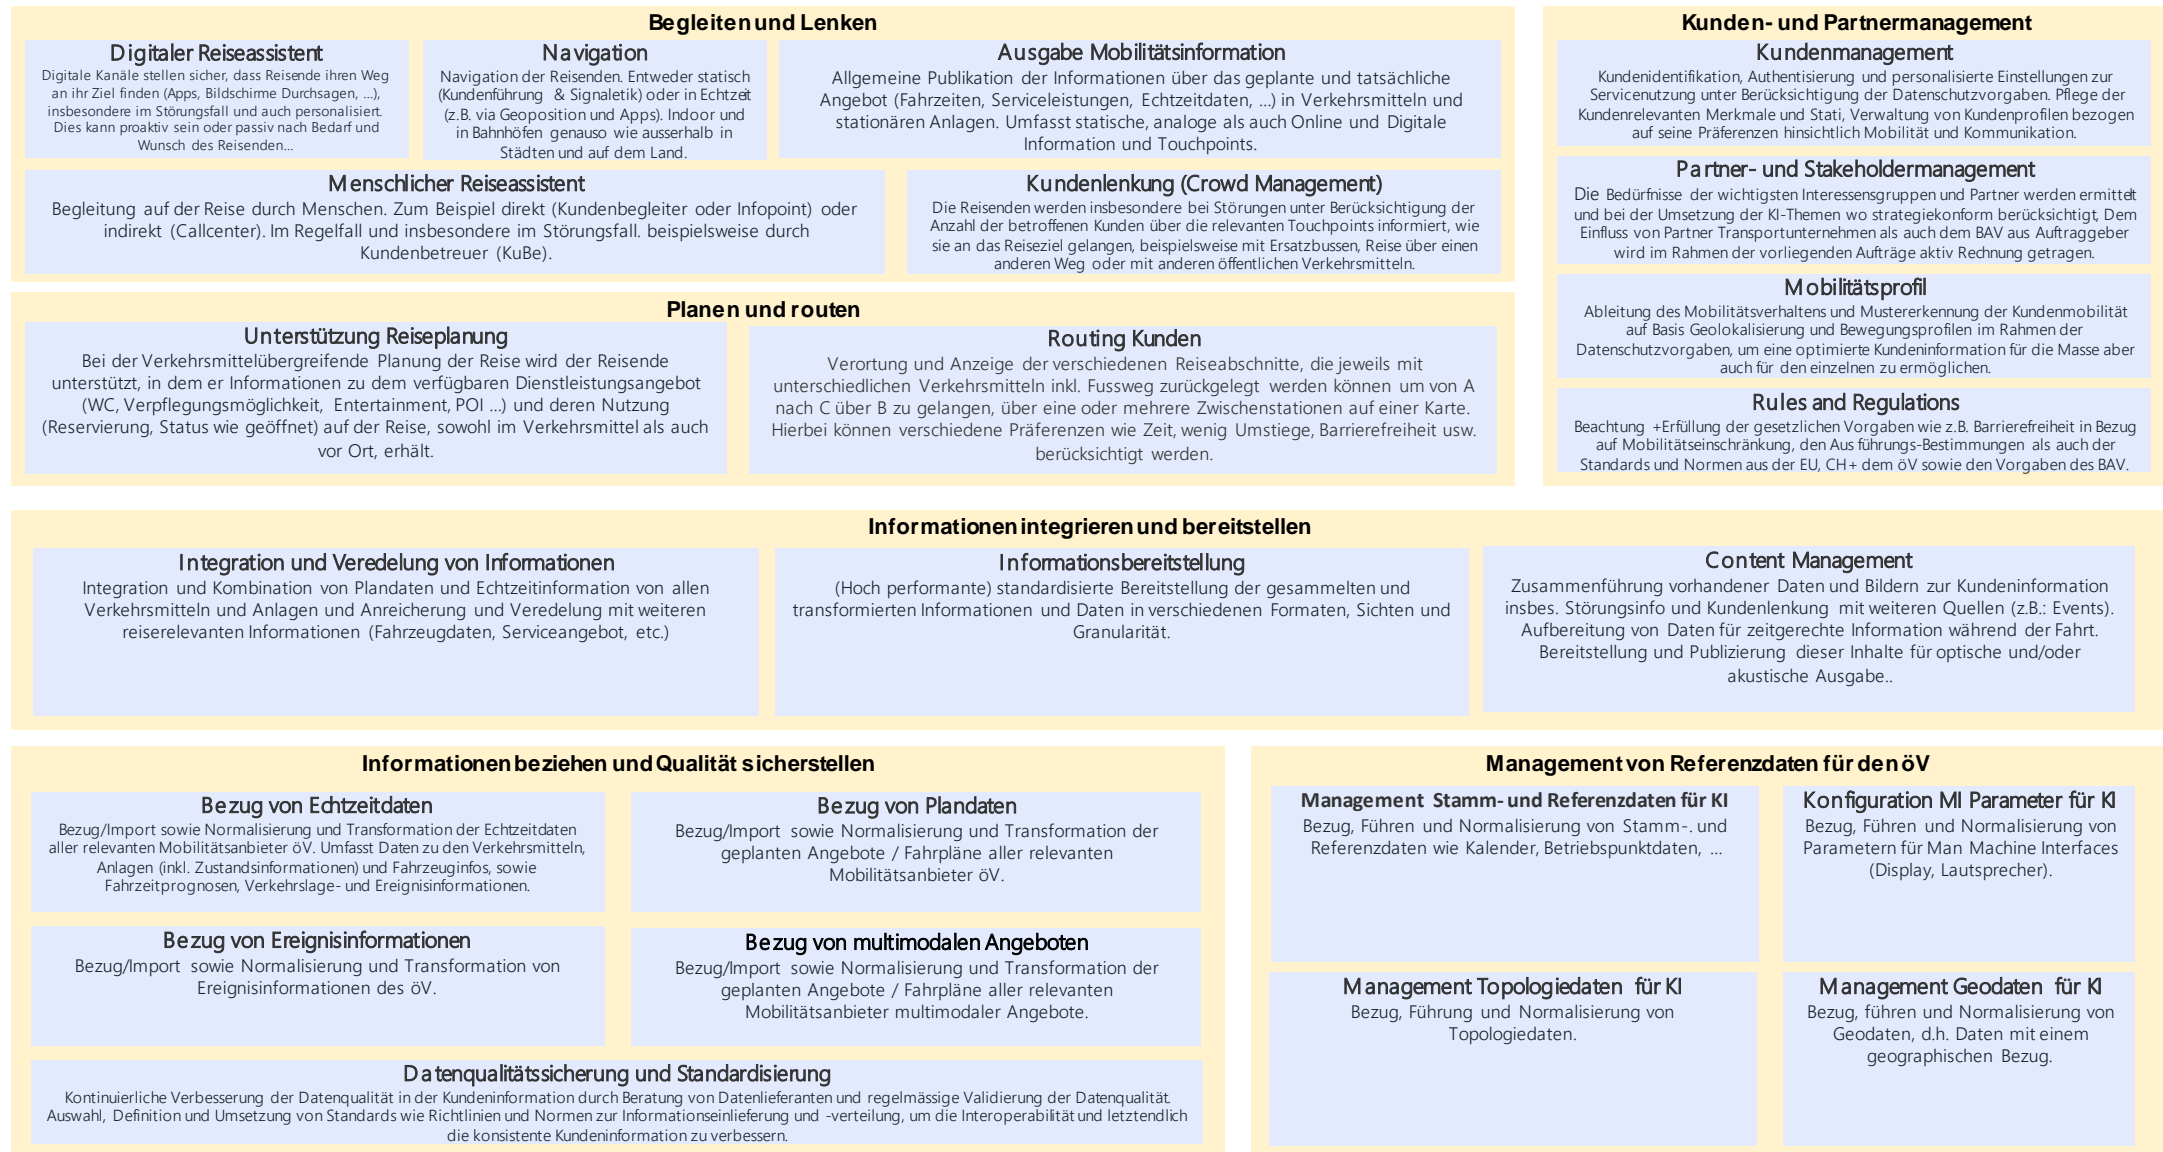 Begleiten und Lenken
Digitaler Reiseassistent
Digitale Kanäle stellen sicher, dass Reisende ihren Weg
an ihr Ziel finden (Apps, Bildschirme Durchsagen, ...),
insbesondere im Störungsfall und auch personalisiert.
Dies kann proaktiv sein oder passiv nach Bedarf und
Wunsch des Reisenden...
Navigation
Navigation der Reisenden. Entweder statisch
(Kundenführung & Signaletik) oder in Echtzeit
(z.B. via Geoposition und Apps). Indoor und
in Bahnhöfen genauso wie ausserhalb in
Städten und auf dem Land.
Ausgabe Mobilitätsinformation
Allgemeine Publikation der Informationen über das geplante und tatsächliche
Angebot (Fahrzeiten, Serviceleistungen, Echtzeitdaten, ...) in Verkehrsmitteln und
stationären Anlagen. Umfasst statische, analoge als auch Online und Digitale
Information und Touchpoints.
Menschlicher Reiseassistent
Begleitung auf der Reise durch Menschen. Zum Beispiel direkt (Kundenbegleiter oder Infopoint) oder
indirekt (Callcenter). Im Regelfall und insbesondere im Störungsfall. beispielsweise durch
Kundenbetreuer (KuBe).
Kundenlenkung (Crowd Management)
Die Reisenden werden insbesondere bei Störungen unter Berücksichtigung der
Anzahl der betroffenen Kunden über die relevanten Touchpoints informiert, wie
sie an das Reiseziel gelangen, beispielsweise mit Ersatzbussen, Reise über einen
anderen Weg oder mit anderen öffentlichen Verkehrsmitteln.
Kunden- und Partnermanagement
Kundenmanagement
Kundenidentifikation, Authentisierung und personalisierte Einstellungen zur
Servicenutzung unter Berücksichtigung der Datenschutzvorgaben. Pflege der
Kundenrelevanten Merkmale und Stati, Verwaltung von Kundenprofilen bezogen
auf seine Präferenzen hinsichtlich Mobilität und Kommunikation.
Partner- und Stakeholdermanagement
Die Bedürfnisse der wichtigsten Interessensgruppen und Partner werden ermittelt
und bei der Umsetzung der KI-Themen wo strategiekonform berücksichtigt, Dem
Einfluss von Partner Transportunternehmen als auch dem BAV aus Auftraggeber
wird im Rahmen der vorliegenden Aufträge aktiv Rechnung getragen.
Mobilitätsprofil
Ableitung des Mobilitätsverhaltens und Mustererkennung der Kundenmobilität
auf Basis Geolokalisierung und Bewegungsprofilen im Rahmen der
Datenschutzvorgaben, um eine optimierte Kundeninformation für die Masse aber
auch für den einzelnen zu ermöglichen.
Rules and Regulations
Beachtung +Erfüllung der gesetzlichen Vorgaben wie z.B. Barrierefreiheit in Bezug
auf Mobilitätseinschränkung, den Aus führungs-Bestimmungen als auch der
Standards und Normen aus der EU, CH + dem öV sowie den Vorgaben des BAV.
Planen und routen
Unterstützung Reiseplanung
Bei der Verkehrsmittelübergreifende Planung der Reise wird der Reisende
unterstützt, in dem er Informationen zu dem verfügbaren Dienstleistungsangebot
(WC, Verpflegungsmöglichkeit, Entertainment, POI ...) und deren Nutzung
(Reservierung, Status wie geöffnet) auf der Reise, sowohl im Verkehrsmittel als auch
vor Ort, erhält.
Routing Kunden
Verortung und Anzeige der verschiedenen Reiseabschnitte, die jeweils mit
unterschiedlichen Verkehrsmitteln inkl. Fussweg zurückgelegt werden können um von A
nach C über B zu gelangen, über eine oder mehrere Zwischenstationen auf einer Karte.
Hierbei können verschiedene Präferenzen wie Zeit, wenig Umstiege, Barrierefreiheit usw.
berücksichtigt werden.
Informationen integrieren und bereitstellen
Integration und Veredelung von Informationen
Integration und Kombination von Plandaten und Echtzeitinformation von allen
Verkehrsmitteln und Anlagen und Anreicherung und Veredelung mit weiteren
reiserelevanten Informationen (Fahrzeugdaten, Serviceangebot, etc.)
Informationsbereitstellung
(Hoch performante) standardisierte Bereitstellung der gesammelten und
transformierten Informationen und Daten in verschiedenen Formaten, Sichten und
Granularität.
Content Management
Zusammenführung vorhandener Daten und Bildern zur Kundeninformation
insbes. Störungsinfo und Kundenlenkung mit weiteren Quellen (z.B.: Events).
Aufbereitung von Daten für zeitgerechte Information während der Fahrt.
Bereitstellung und Publizierung dieser Inhalte für optische und/oder
akustische Ausgabe..
Informationen beziehen und Qualität sicherstellen
Bezug von Echtzeitdaten
Bezug/Import sowie Normalisierung und Transformation der Echtzeitdaten
aller relevanten Mobilitätsanbieter öV. Umfasst Daten zu den Verkehrsmitteln,
Anlagen (inkl. Zustandsinformationen) und Fahrzeuginfos, sowie
Fahrzeitprognosen, Verkehrslage- und Ereignisinformationen.
Bezug von Plandaten
Bezug/Import sowie Normalisierung und Transformation der
geplanten Angebote / Fahrpläne aller relevanten
Mobilitätsanbieter öV.
Bezug von Ereignisinformationen
Bezug/Import sowie Normalisierung und Transformation von
Ereignisinformationen des öV.
Bezug von multimodalen Angeboten
Bezug/Import sowie Normalisierung und Transformation der
geplanten Angebote / Fahrpläne aller relevanten
Mobilitätsanbieter multimodaler Angebote.
Datenqualitätssicherung und Standardisierung
Kontinuierliche Verbesserung der Datenqualität in der Kundeninformation durch Beratung von Datenlieferanten und regelmässige Validierung der Datenqualität.
Auswahl, Definition und Umsetzung von Standards wie Richtlinien und Normen zur Informationseinlieferung und -verteilung, um die Interoperabilität und letztendlich
die konsistente Kundeninformation zu verbessern.
Management von Referenzdaten für den öV
Management Stamm- und Referenzdaten für KI
Bezug, Führen und Normalisierung von Stamm-. und
Referenzdaten wie Kalender, Betriebspunktdaten, ...
Konfiguration MI Parameter für KI
Bezug, Führen und Normalisierung von
Parametern für Man Machine Interfaces
(Display, Lautsprecher).
Management Topologiedaten für KI
Bezug, Führung und Normalisierung von
Topologiedaten.
Management Geodaten für KI
Bezug, führen und Normalisierung von
Geodaten, d.h. Daten mit einem
geographischen Bezug.